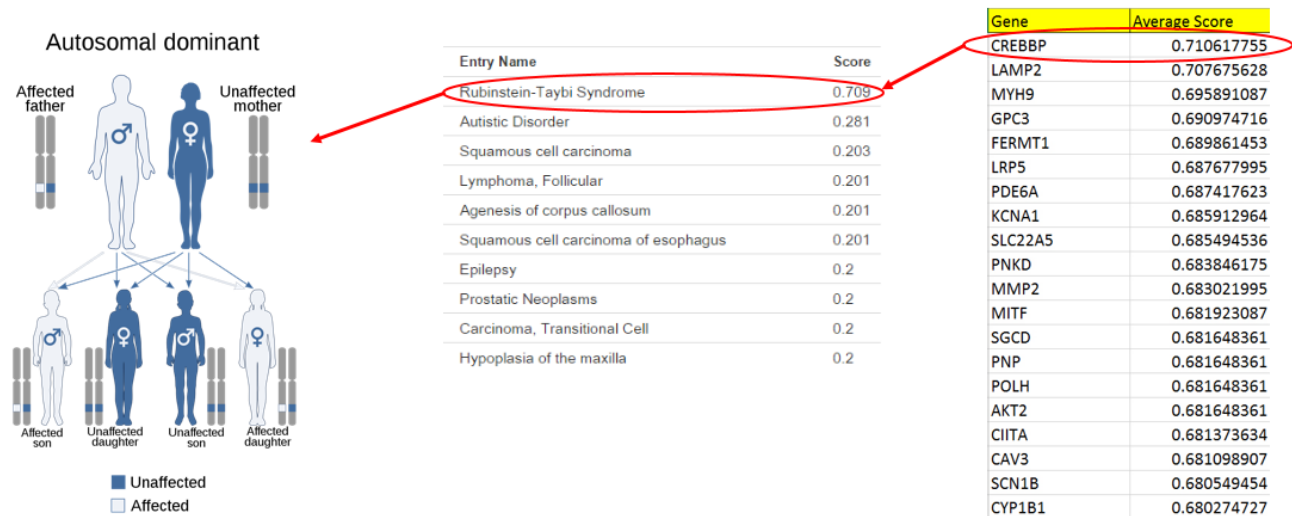 Autosomal dominant
Affected
father
Unaffected
mother
Affected
son
Unaffected
daughter
Unaffected
son
Affected
daughter
Unaffected
Affected
Entry Name Score
Rubinstein-Taybi Syndrome 0.709
Autistic Disorder 0.281
Squamous cell carcinoma 0.203
Lymphoma, Follicular 0.201
Agenesis of corpus callosum 0.201
Squamous cell carcinoma of esophagus 0.201
Epilepsy 0.2
Prostatic Neoplasms 0.2
Carcinoma, Transitional Cell 0.2
Hypoplasia of the maxilla 0.2
Gene Average Score
CREBBP 0.710617755
LAMP2 0.707675628
MYH9 0.695891087
GPC3 0.690974716
FERMT1 0.689861453
LRP5 0.687677995
PDE6A 0.687417623
KCNA1 0.685912964
SLC22A5 0.685494536
PNKD 0.683846175
MMP2 0.683021995
MITF 0.681923087
SGCD 0.681648361
PNP 0.681648361
POLH 0.681648361
AKT2 0.681648361
CIITA 0.681373634
CAV3 0.681098907
SCN1B 0.680549454
CYP1B1 0.680274727